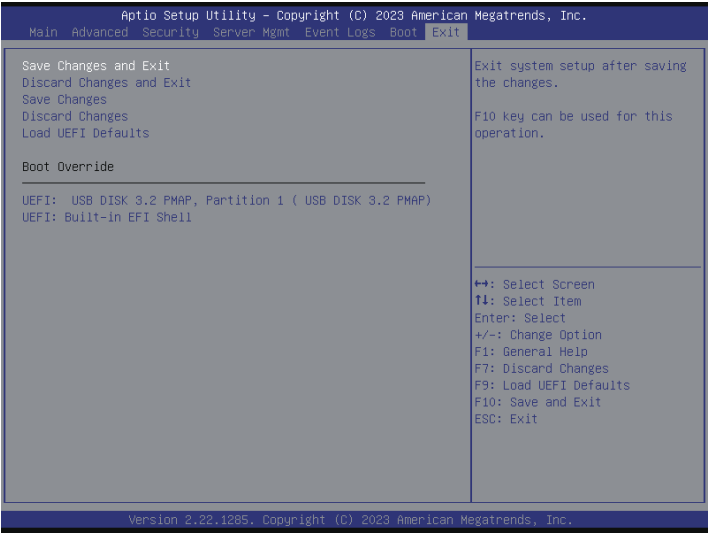 Aptio Setup Utility – Copyright (C) 2023 American Megatrends, Inc.
Main Advanced Security Server Mgmt Event Logs Boot Exit
Save Changes and Exit
Discard Changes and Exit
Save Changes
Discard Changes
Load UEFI Defaults
Boot Override
UEFI: USB DISK 3.2 PMAP, Partition 1 ( USB DISK 3.2 PMAP)
UEFI: Built-in EFI Shell
Exit system setup after saving
the changes.
F10 key can be used for this
operation.
↔: Select Screen
↑↓: Select Item
Enter: Select
+/-: Change Option
F1: General Help
F7: Discard Changes
F9: Load UEFI Defaults
F10: Save and Exit
ESC: Exit
Version 2.22.1285. Copyright (C) 2023 American Megatrends, Inc.